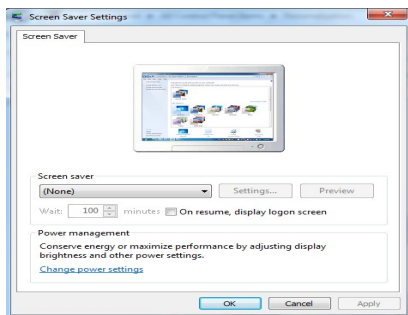 Screen Saver Settings
Screen Saver
Screen saver
(None) Settings... Preview
Wait: 100 minutes On resume, display logon screen
Power management
Conserve energy or maximize performance by adjusting display
brightness and other power settings.
Change power settings
OK Cancel Apply